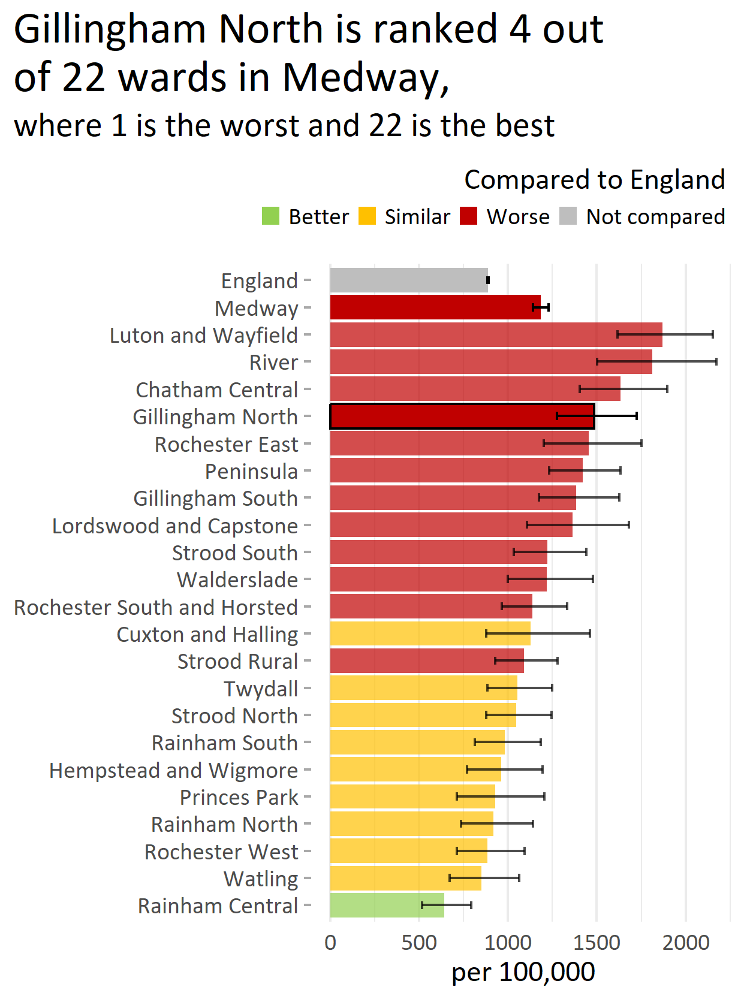 Gillingham North is ranked 4 out
of 22 wards in Medway,
where 1 is the worst and 22 is the best
Compared to England
Better Similar Worse Not compared
England
Medway
Luton and Wayfield
River
Chatham Central
Gillingham North
Rochester East
Peninsula
Gillingham South
Lordswood and Capstone
Strood South
Walderslade
Rochester South and Horsted
Cuxton and Halling
Strood Rural
Twydall
Strood North
Rainham South
Hempstead and Wigmore
Princes Park
Rainham North
Rochester West
Watling
Rainham Central
0 500 1000 1500 2000
per 100,000